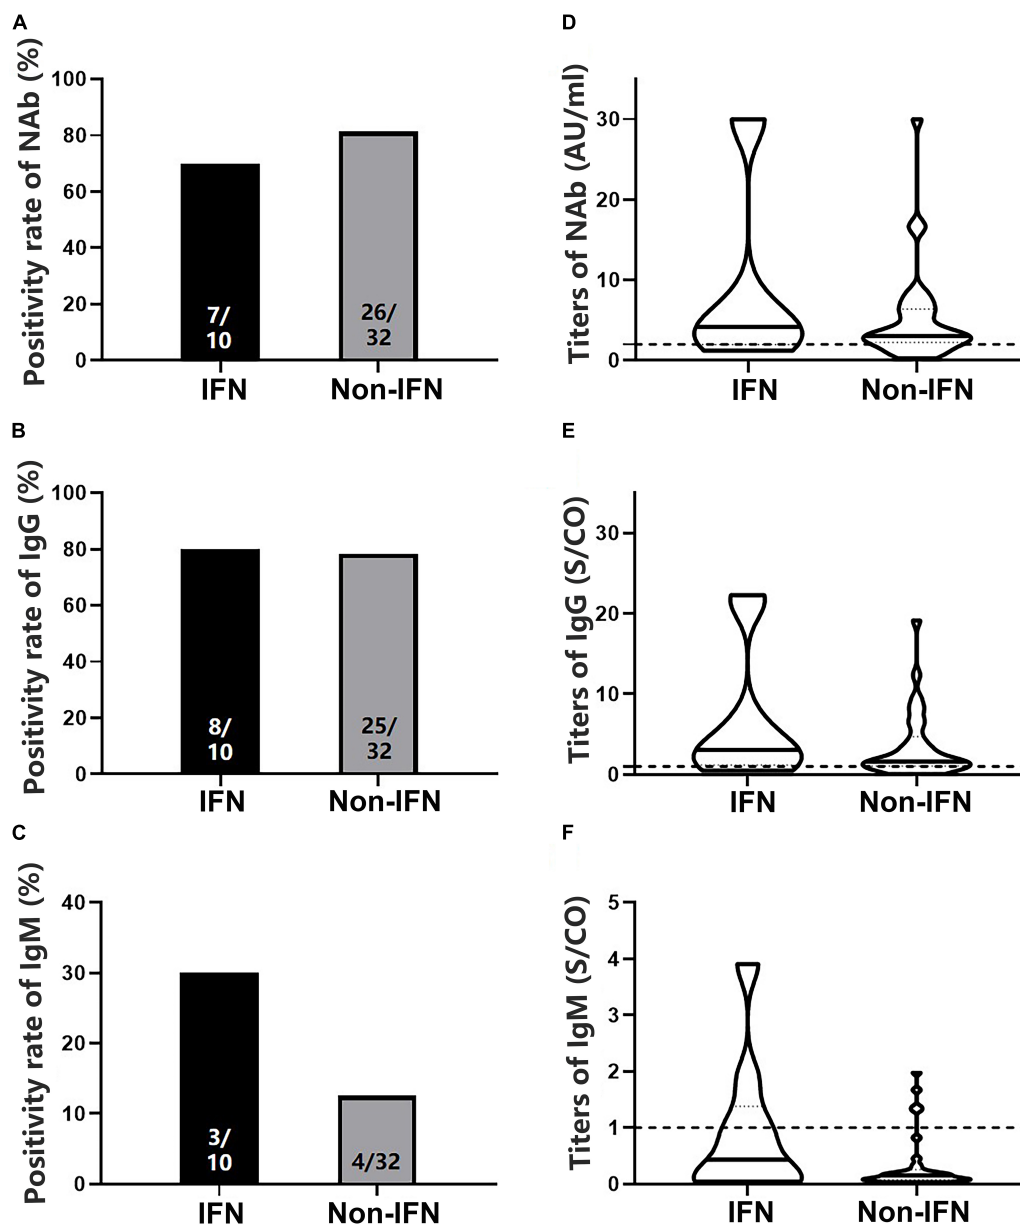 A
Positivity rate of NAb (%)
100
80
60
40
20
0
7/
10
26/
32
IFN
Non-IFN
D
Titers of NAb (AU/ml)
30
20
10
0
IFN
Non-IFN
B
Positivity rate of IgG (%)
100
80
60
40
20
0
8/
10
25/
32
IFN
Non-IFN
E
Titers of IgG (S/CO)
30
20
10
0
IFN
Non-IFN
C
Positivity rate of IgM (%)
40
30
20
10
0
3/
10
4/32
IFN
Non-IFN
F
Titers of IgM (S/CO)
5
4
3
2
1
0
IFN
Non-IFN